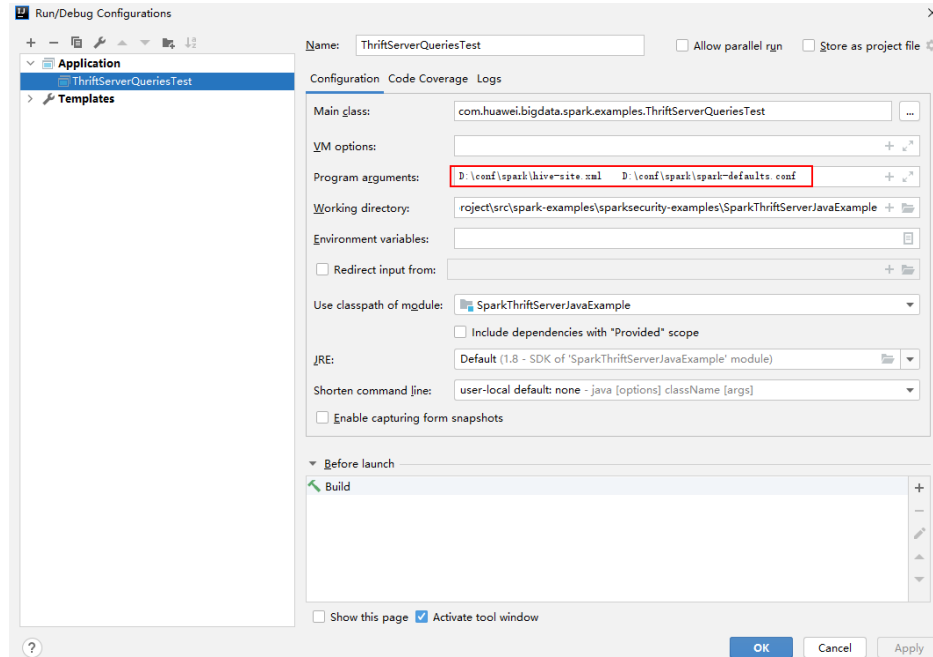 Run/Debug Configurations
Name: ThriftServerQueriesTest Allow parallel run Store as project file
Application
ThriftServerQueriesTest
Templates
Configuration Code Coverage Logs
Main class: com.huawei.bigdata.spark.examples.ThriftServerQueriesTest ...
VM options:
Program arguments: D:\conf\spark\hive-site.xml D:\conf\spark\spark-defaults.conf
Working directory: roject\src\spark-examples\sparksecurity-examples\SparkThriftServerJavaExample
Environment variables:
Redirect input from:
Use classpath of module: SparkThriftServerJavaExample
Include dependencies with "Provided" scope
JRE: Default (1.8 - SDK of 'SparkThriftServerJavaExample' module)
Shorten command line: user-local default: none - java [options] className [args]
Enable capturing form snapshots
Before launch
Build
Show this page Activate tool window
? OK Cancel Apply